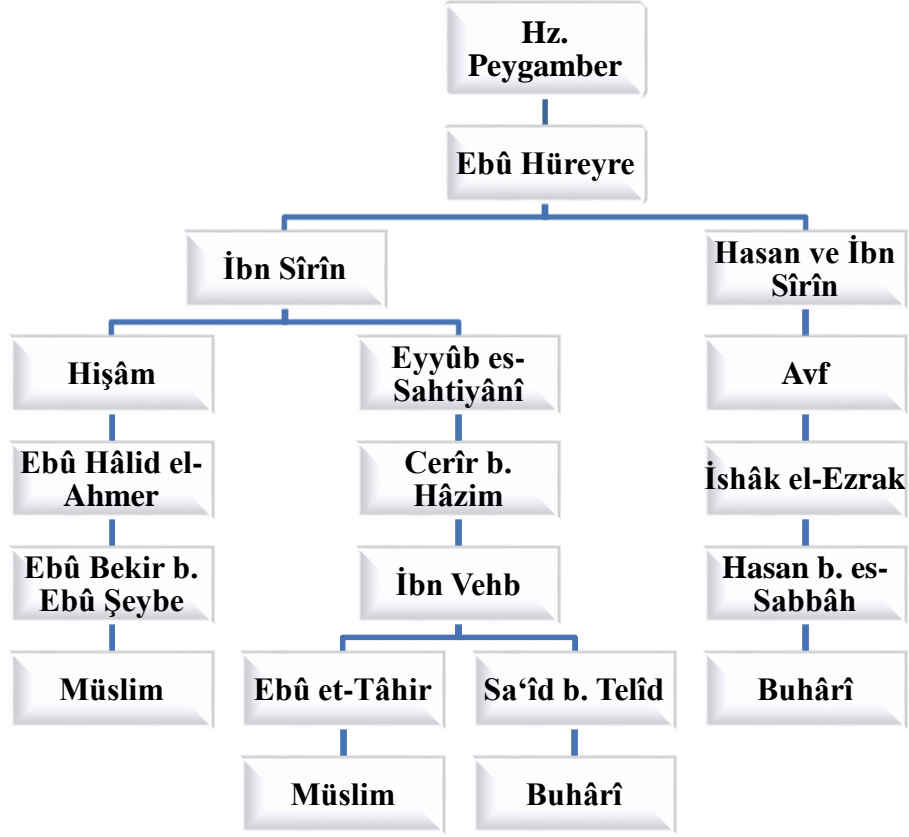 Hz.
Peygamber
Ebû Hüreyre
İbn Sîrîn
Hasan ve İbn
Sîrîn
Hişâm
Eyyûb es-
Sahtiyânî
Avf
Ebû Hâlid el-
Ahmer
Cerîr b.
Hâzim
İshâk el-Ezrak
Ebû Bekir b.
Ebû Şeybe
İbn Vehb
Hasan b. es-
Sabbâh
Müslim
Ebû et-Tâhir
Sa‘îd b. Telîd
Buhârî
Müslim
Buhârî